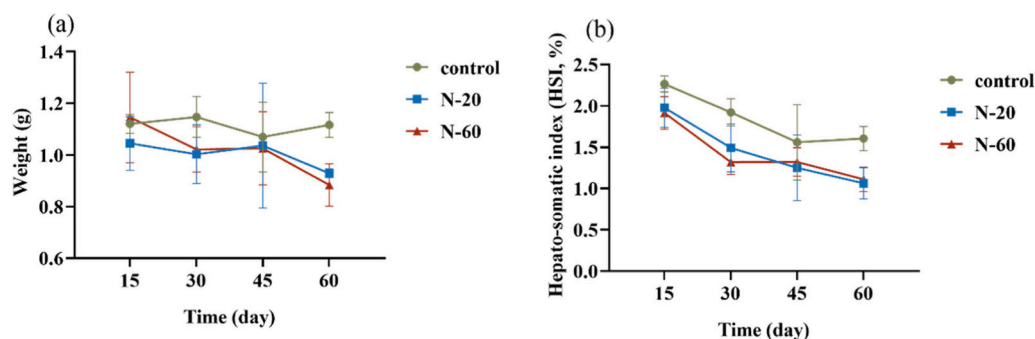 (a)
1.4
1.2
1.0
0.8
0.6
Weight (g)
15 30 45 60
Time (day)
control
N-20
N-60
(b)
2.5
2.0
1.5
1.0
0.5
0.0
Hepato-somatic index (HSI, %)
15 30 45 60
Time (day)
control
N-20
N-60